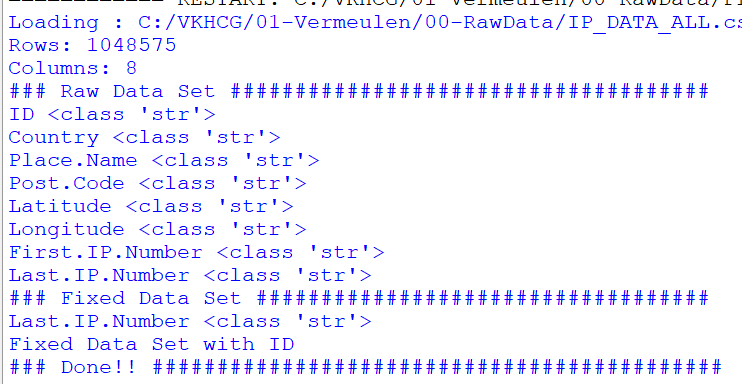 ============ RESTART: C:/VKHCG/01-Vermeulen/00-RawData/
Loading : C:/VKHCG/01-Vermeulen/00-RawData/IP_DATA_ALL.cs
Rows: 1048575
Columns: 8
### Raw Data Set #####################################
ID <class 'str'>
Country <class 'str'>
Place.Name <class 'str'>
Post.Code <class 'str'>
Latitude <class 'str'>
Longitude <class 'str'>
First.IP.Number <class 'str'>
Last.IP.Number <class 'str'>
### Fixed Data Set ###################################
Last.IP.Number <class 'str'>
Fixed Data Set with ID
### Done!! ############################################